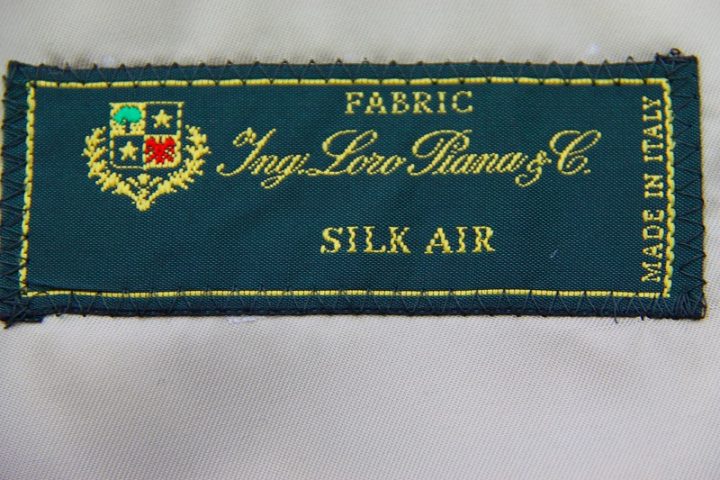 FABRIC
Ing. Loro Piana & C.
SILK AIR
MADE IN ITALY